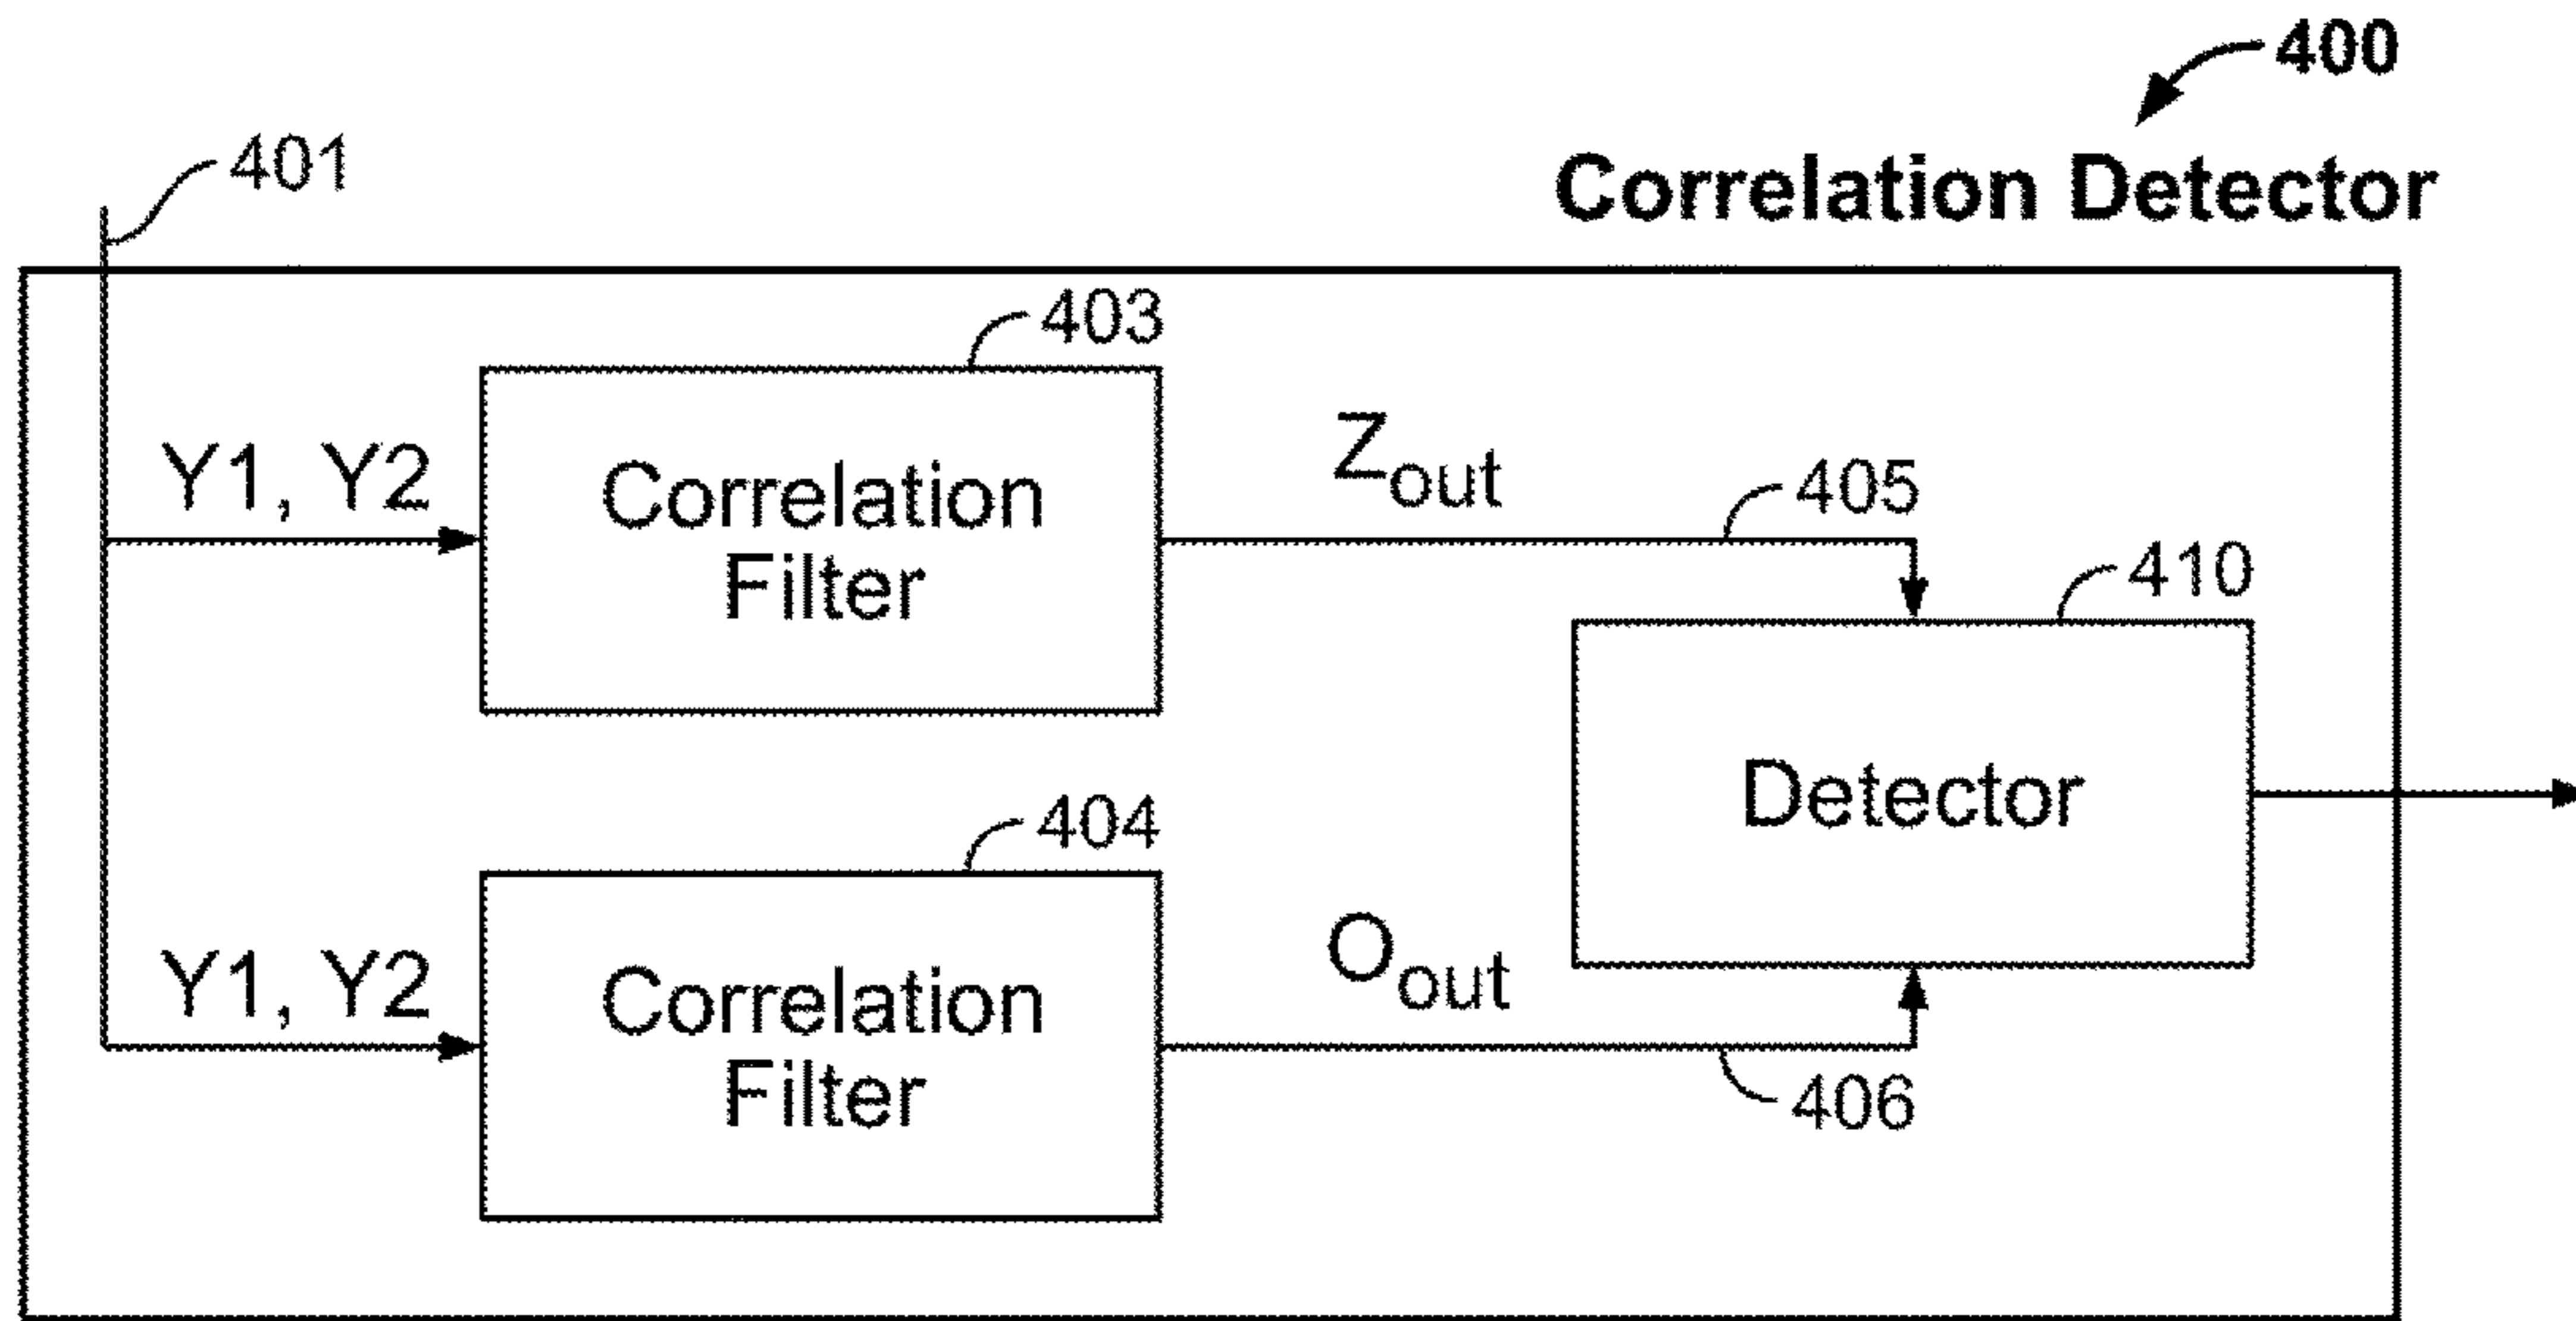 400
401
Correlation Detector
403
Y1, Y2
Correlation
Filter
Zout
405
410
Detector
404
Y1, Y2
Correlation
Filter
Oout
406